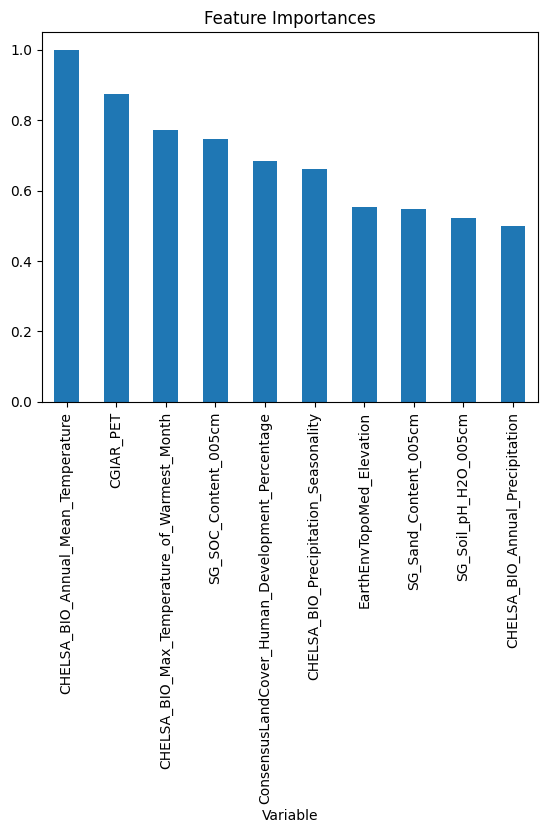 Feature Importances
1.0
0.8
0.6
0.4
0.2
0.0
CHELSA_BIO_Annual_Mean_Temperature
CGIAR_PET
CHELSA_BIO_Max_Temperature_of_Warmest_Month
SG_SOC_Content_005cm
ConsensusLandCover_Human_Development_Percentage
CHELSA_BIO_Precipitation_Seasonality
EarthEnvTopoMed_Elevation
SG_Sand_Content_005cm
SG_Soil_pH_H2O_005cm
CHELSA_BIO_Annual_Precipitation
Variable